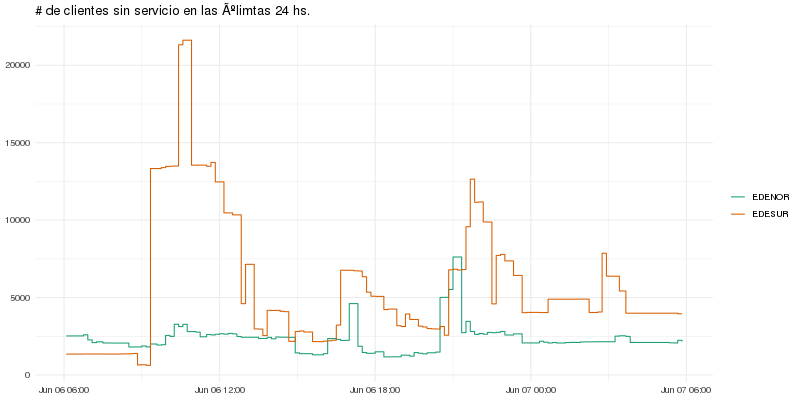 # de clientes sin servicio en las Ãºlimtas 24 hs.
20000
15000
10000
5000
0
Jun 06 06:00
Jun 06 12:00
Jun 06 18:00
Jun 07 00:00
Jun 07 06:00
EDENOR
EDESUR